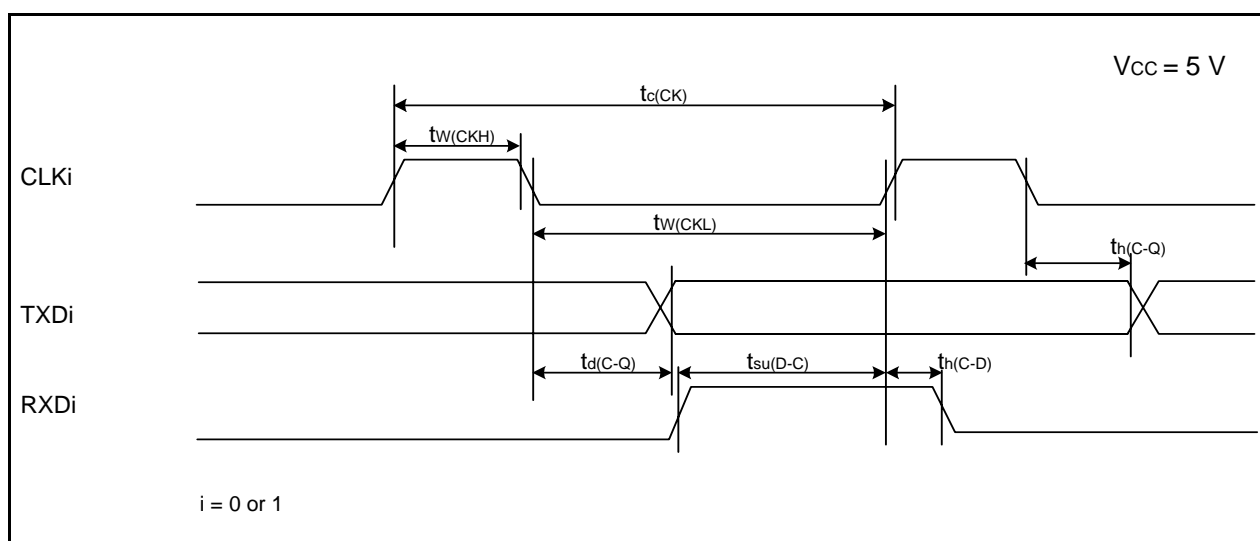 VCC = 5 V
tc(CK)
tW(CKH)
CLKi
tW(CKL)
th(C-Q)
TXDi
td(C-Q)
tsu(D-C)
th(C-D)
RXDi
i = 0 or 1